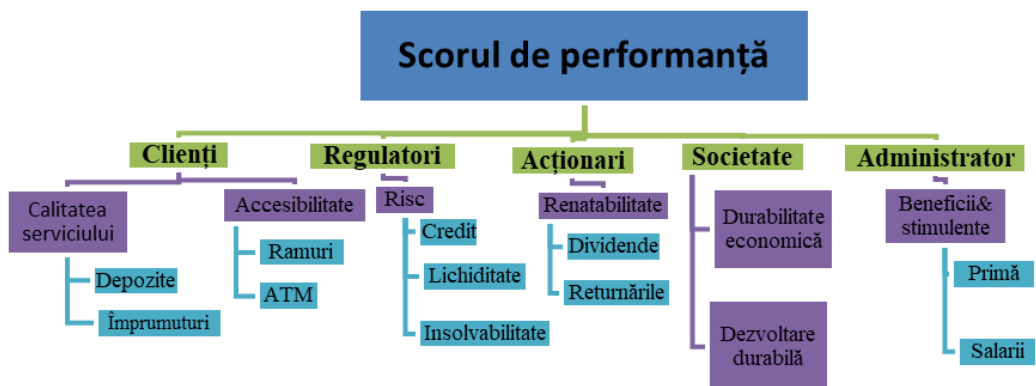 Scorul de performanță
Clienți
Regulatori
Acționari
Societate
Administrator
Calitatea
serviciului
Accesibilitate
Risc
Renatabilitate
Durabilitate
economică
Beneficii&
stimulente
Depozite
Împrumuturi
Ramuri
ATM
Credit
Lichiditate
Insolvabilitate
Dividende
Returnările
Dezvoltare
durabilă
Primă
Salarii